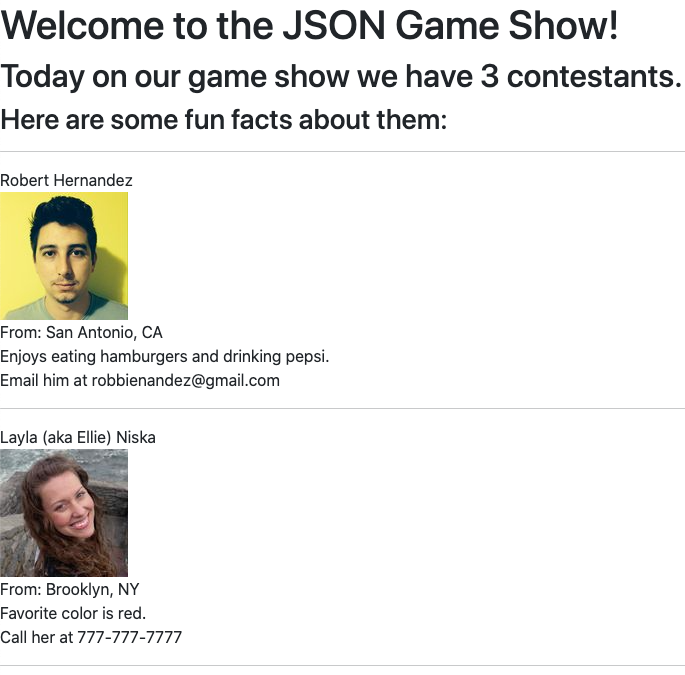 Welcome to the JSON Game Show!
Today on our game show we have 3 contestants.
Here are some fun facts about them:
Robert Hernandez
From: San Antonio, CA
Enjoys eating hamburgers and drinking pepsi.
Email him at robbienandez@gmail.com
Layla (aka Ellie) Niska
From: Brooklyn, NY
Favorite color is red.
Call her at 777-777-7777